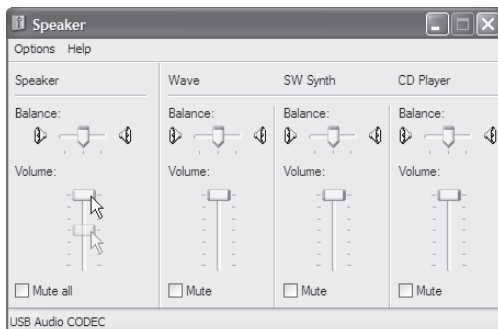 Speaker
Options Help
Speaker Wave SW Synth CD Player
Balance: Balance: Balance: Balance:
Volume: Volume: Volume: Volume:
Mute all Mute Mute Mute
USB Audio CODEC